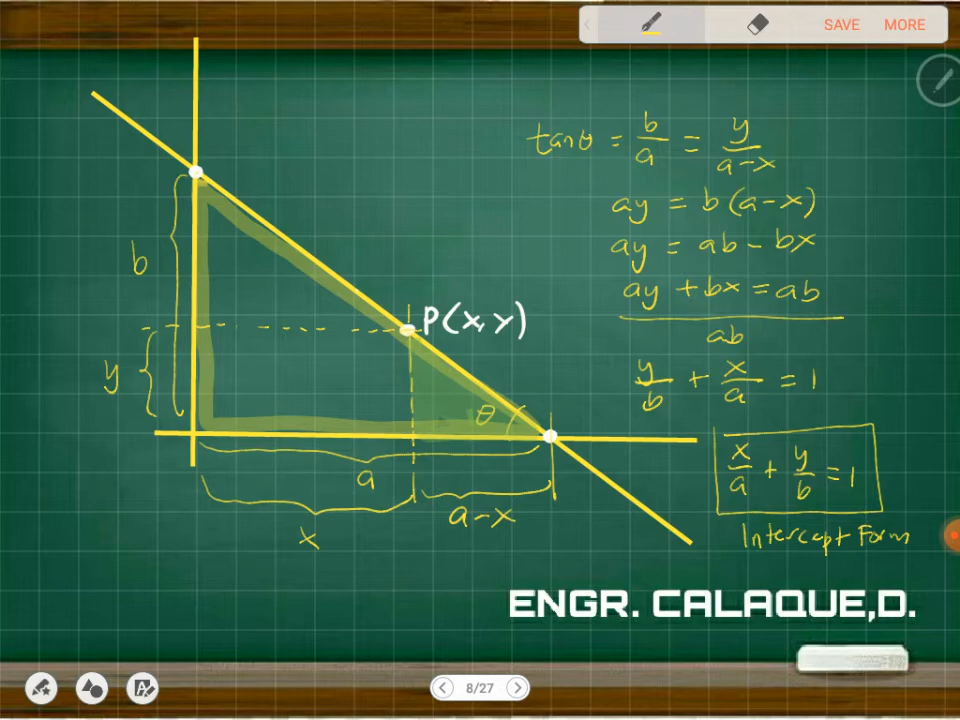 SAVE MORE
tanθ = b/a = y/(a-x)
ay = b(a-x)
ay = ab - bx
ay + bx = ab
ab
y/b + x/a = 1
x/a + y/b = 1
Intercept Form
b
y
P(x,y)
θ
a
x
a-x
ENGR. CALAQUE,D.
8/27